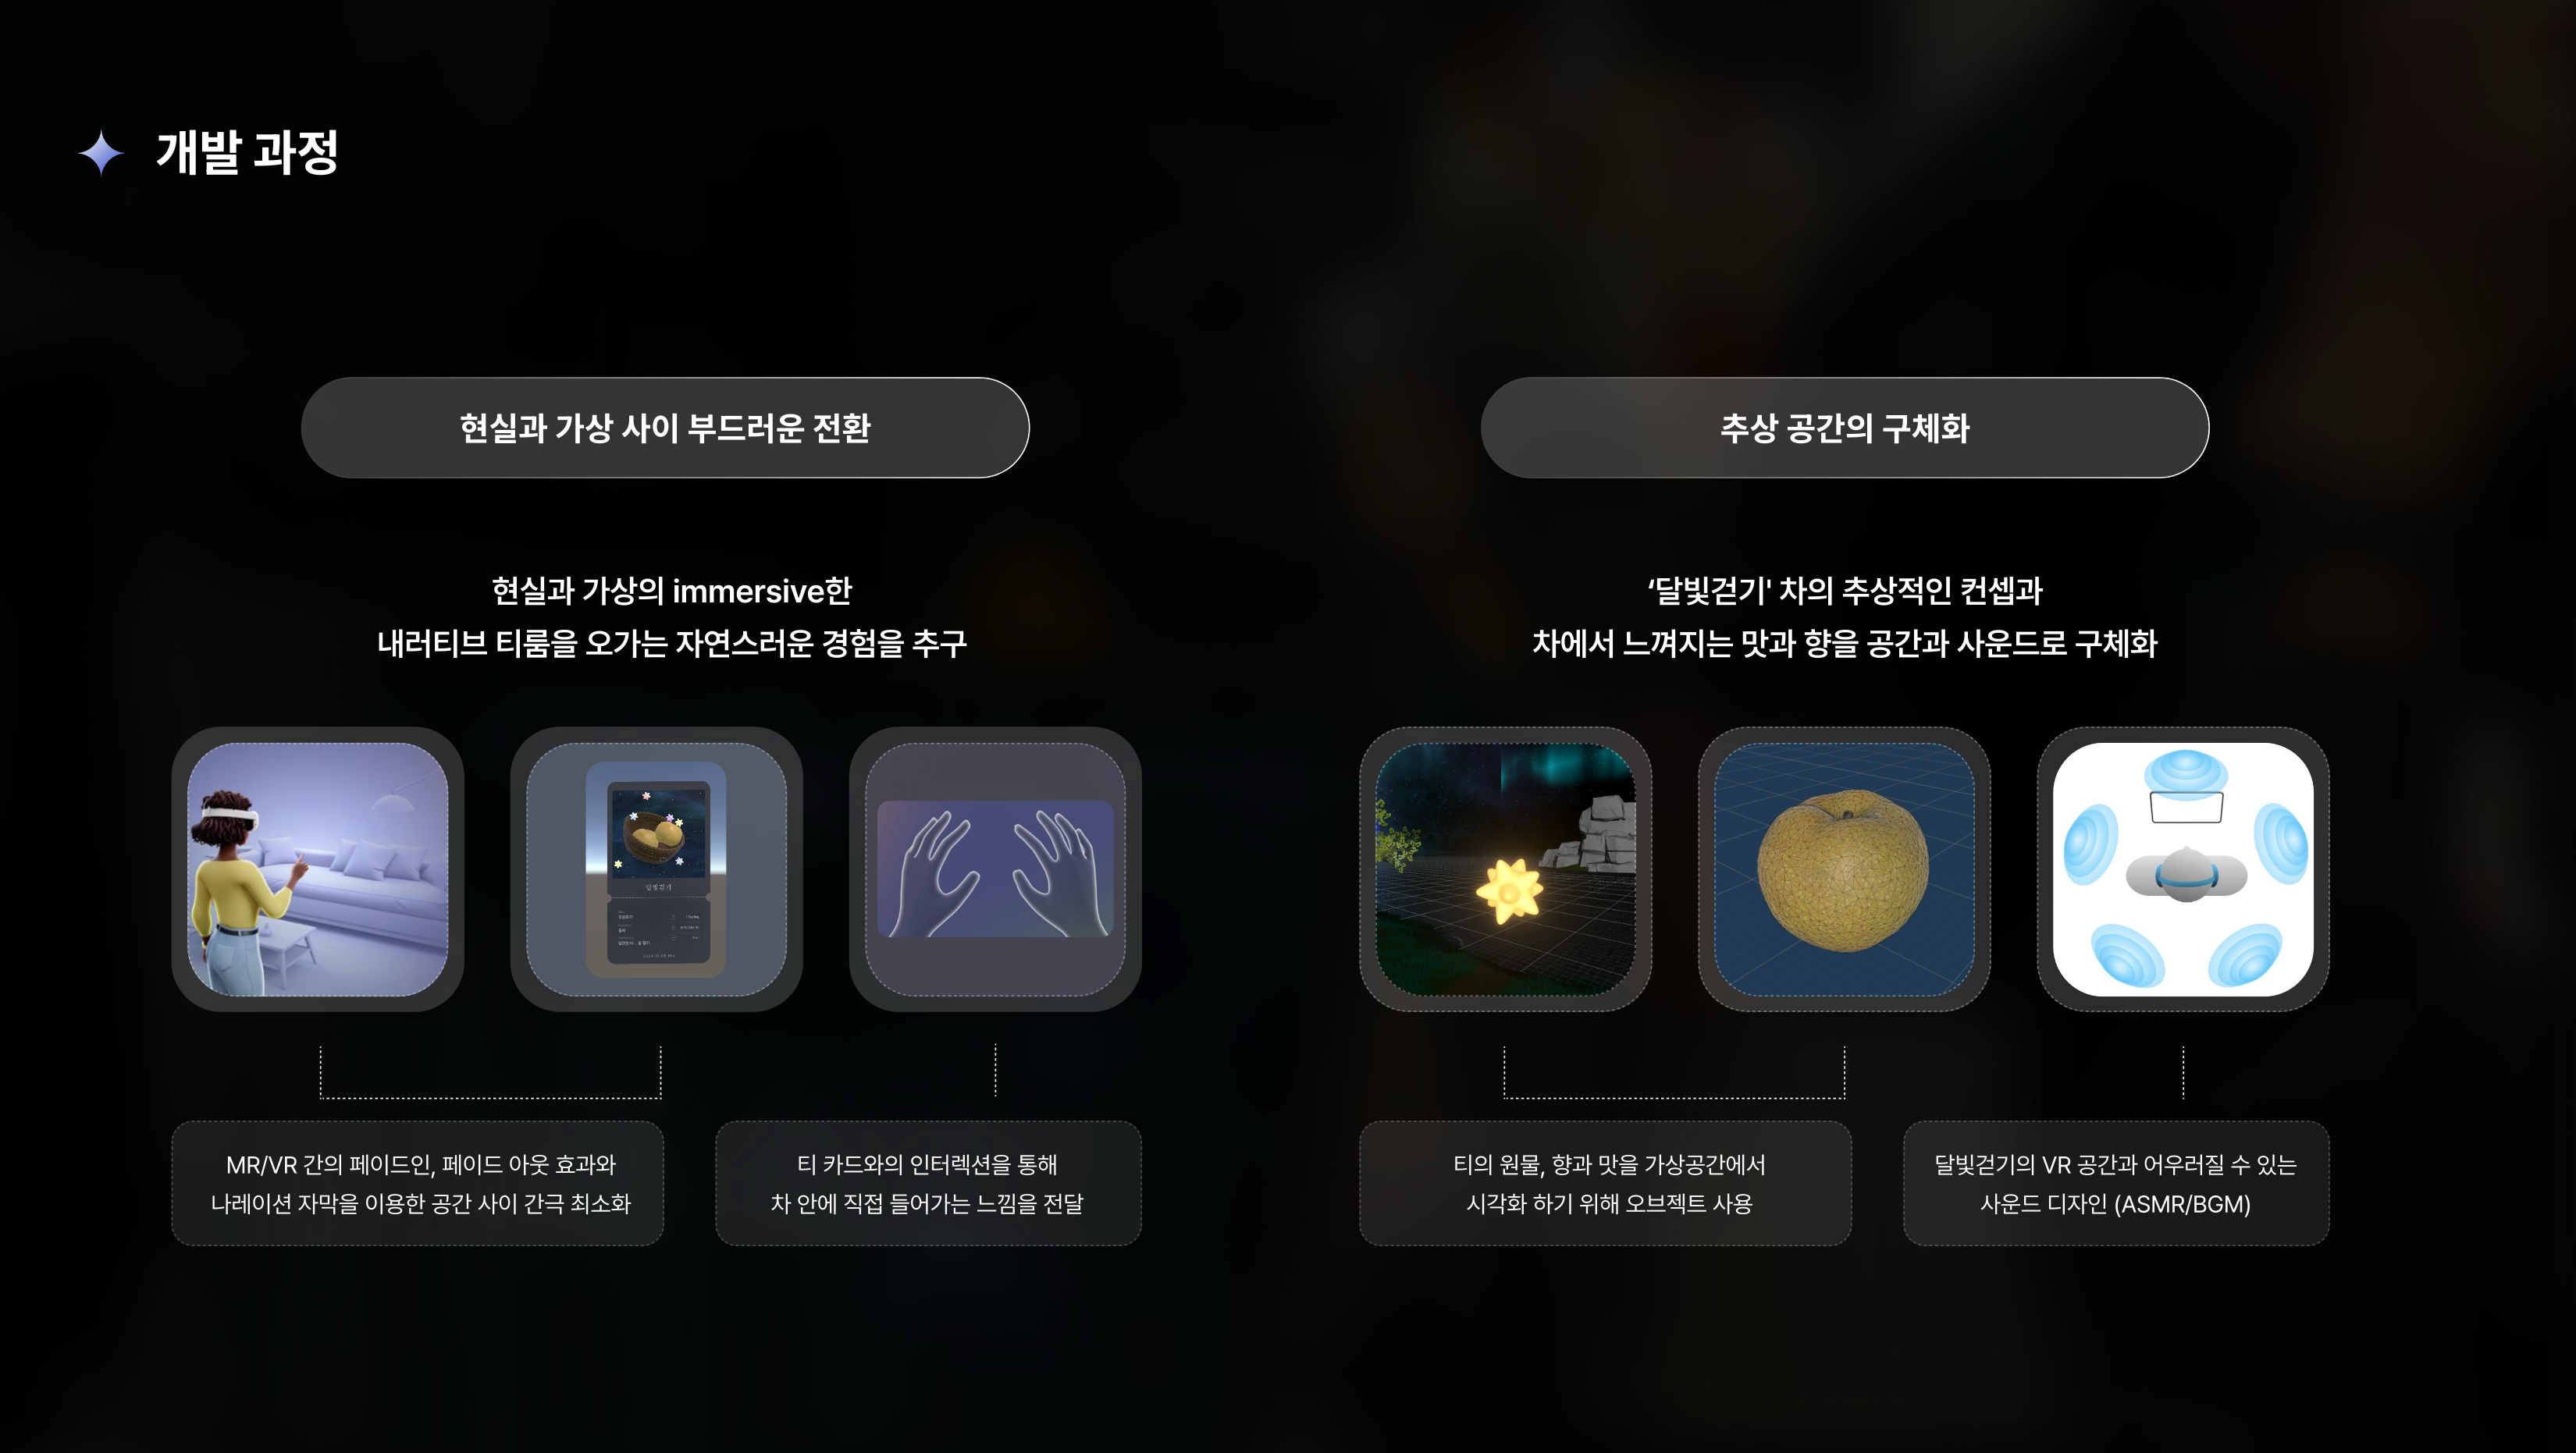 개발 과정
현실과 가상 사이 부드러운 전환
현실과 가상의 immersive한
내러티브 티룸을 오가는 자연스러운 경험을 추구
달빛걷기
MR/VR 간의 페이드인, 페이드 아웃 효과와
나레이션 자막을 이용한 공간 사이 간극 최소화
티 카드와의 인터렉션을 통해
차 안에 직접 들어가는 느낌을 전달
추상 공간의 구체화
‘달빛걷기' 차의 추상적인 컨셉과
차에서 느껴지는 맛과 향을 공간과 사운드로 구체화
티의 원물, 향과 맛을 가상공간에서
시각화 하기 위해 오브젝트 사용
달빛걷기의 VR 공간과 어우러질 수 있는
사운드 디자인 (ASMR/BGM)